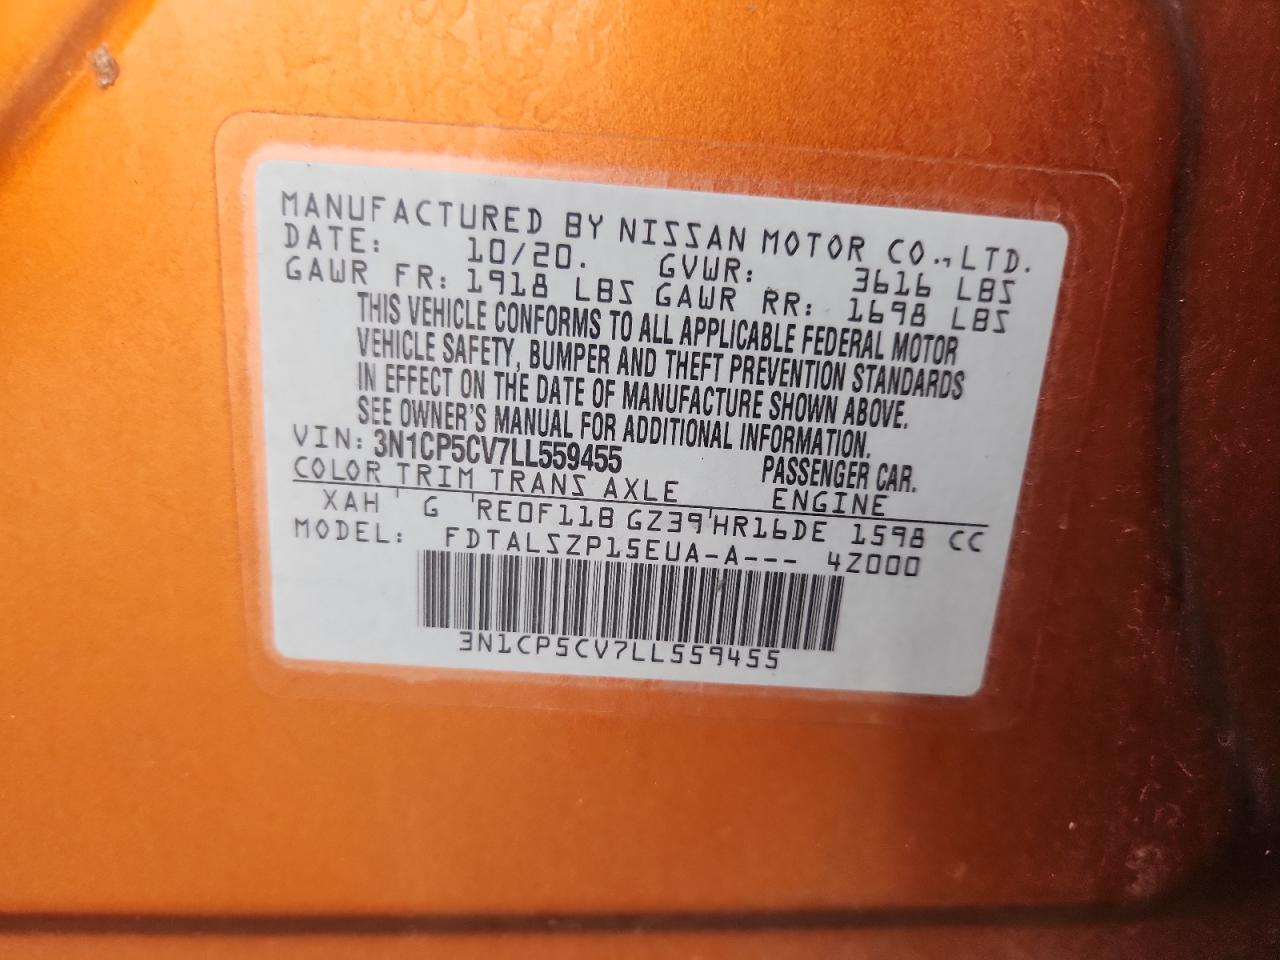 MANUFACTURED BY NISSAN MOTOR CO.,LTD.
DATE: 10/20. GVWR: 3616 LBS
GAWR FR: 1918 LBS GAWR RR: 1698 LBS
THIS VEHICLE CONFORMS TO ALL APPLICABLE FEDERAL MOTOR
VEHICLE SAFETY, BUMPER AND THEFT PREVENTION STANDARDS
IN EFFECT ON THE DATE OF MANUFACTURE SHOWN ABOVE.
SEE OWNER'S MANUAL FOR ADDITIONAL INFORMATION.
VIN: 3N1CP5CV7LL559455 PASSENGER CAR.
COLOR TRIM TRANS AXLE ENGINE
XAH ' G 'RE0F11B GZ39'HR16DE 1598 CC
MODEL: FDTALSZP15EUA-A--- 4Z000
3N1CP5CV7LL559455